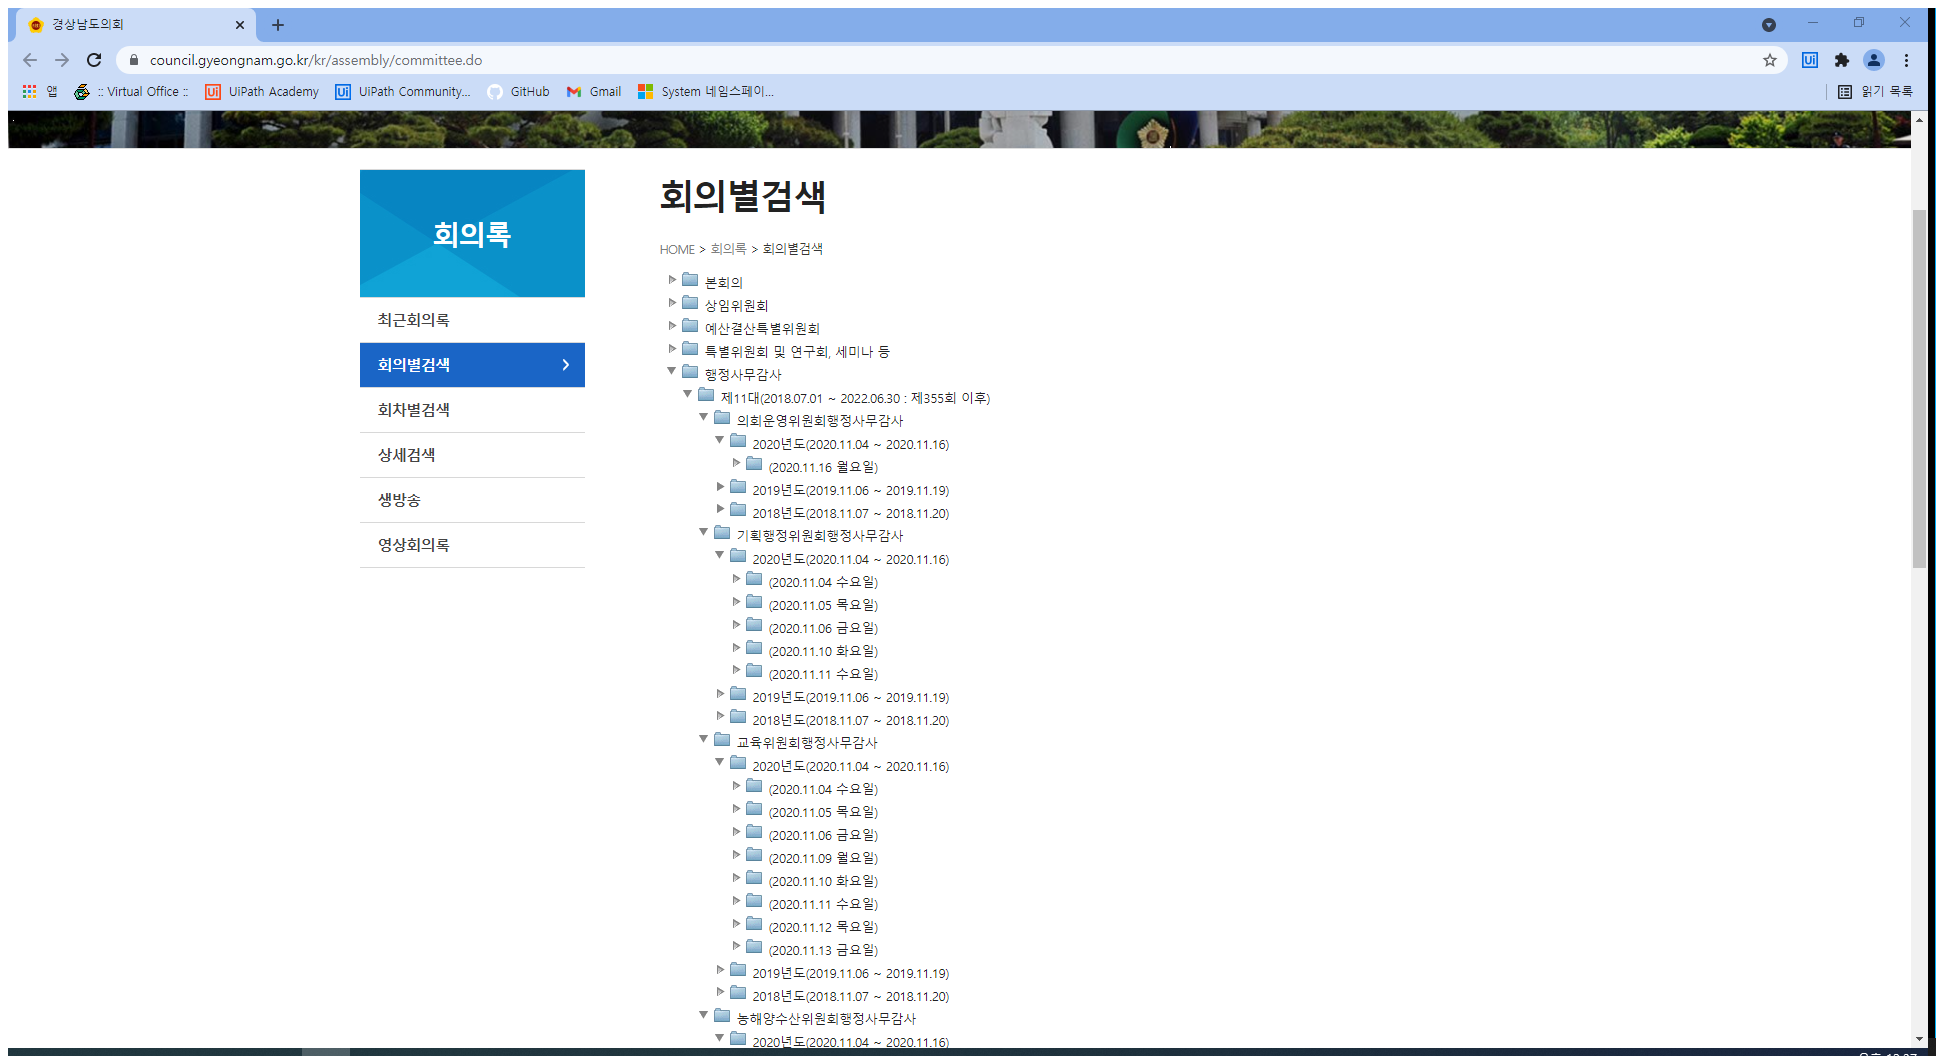 경상남도의회
council.gyeongnam.go.kr/kr/assembly/committee.do
앱 :: Virtual Office :: UiPath Academy UiPath Community... GitHub Gmail System 네임스페이... 읽기 목록
회의록
최근회의록
회의별검색
회차별검색
상세검색
생방송
영상회의록
회의별검색
HOME > 회의록 > 회의별검색
본회의
상임위원회
예산결산특별위원회
특별위원회 및 연구회, 세미나 등
행정사무감사
제11대(2018.07.01 ~ 2022.06.30 : 제355회 이후)
의회운영위원회행정사무감사
2020년도(2020.11.04 ~ 2020.11.16)
(2020.11.16 월요일)
2019년도(2019.11.06 ~ 2019.11.19)
2018년도(2018.11.07 ~ 2018.11.20)
기획행정위원회행정사무감사
2020년도(2020.11.04 ~ 2020.11.16)
(2020.11.04 수요일)
(2020.11.05 목요일)
(2020.11.06 금요일)
(2020.11.10 화요일)
(2020.11.11 수요일)
2019년도(2019.11.06 ~ 2019.11.19)
2018년도(2018.11.07 ~ 2018.11.20)
교육위원회행정사무감사
2020년도(2020.11.04 ~ 2020.11.16)
(2020.11.04 수요일)
(2020.11.05 목요일)
(2020.11.06 금요일)
(2020.11.09 월요일)
(2020.11.10 화요일)
(2020.11.11 수요일)
(2020.11.12 목요일)
(2020.11.13 금요일)
2019년도(2019.11.06 ~ 2019.11.19)
2018년도(2018.11.07 ~ 2018.11.20)
농해양수산위원회행정사무감사
2020년도(2020.11.04 ~ 2020.11.16)